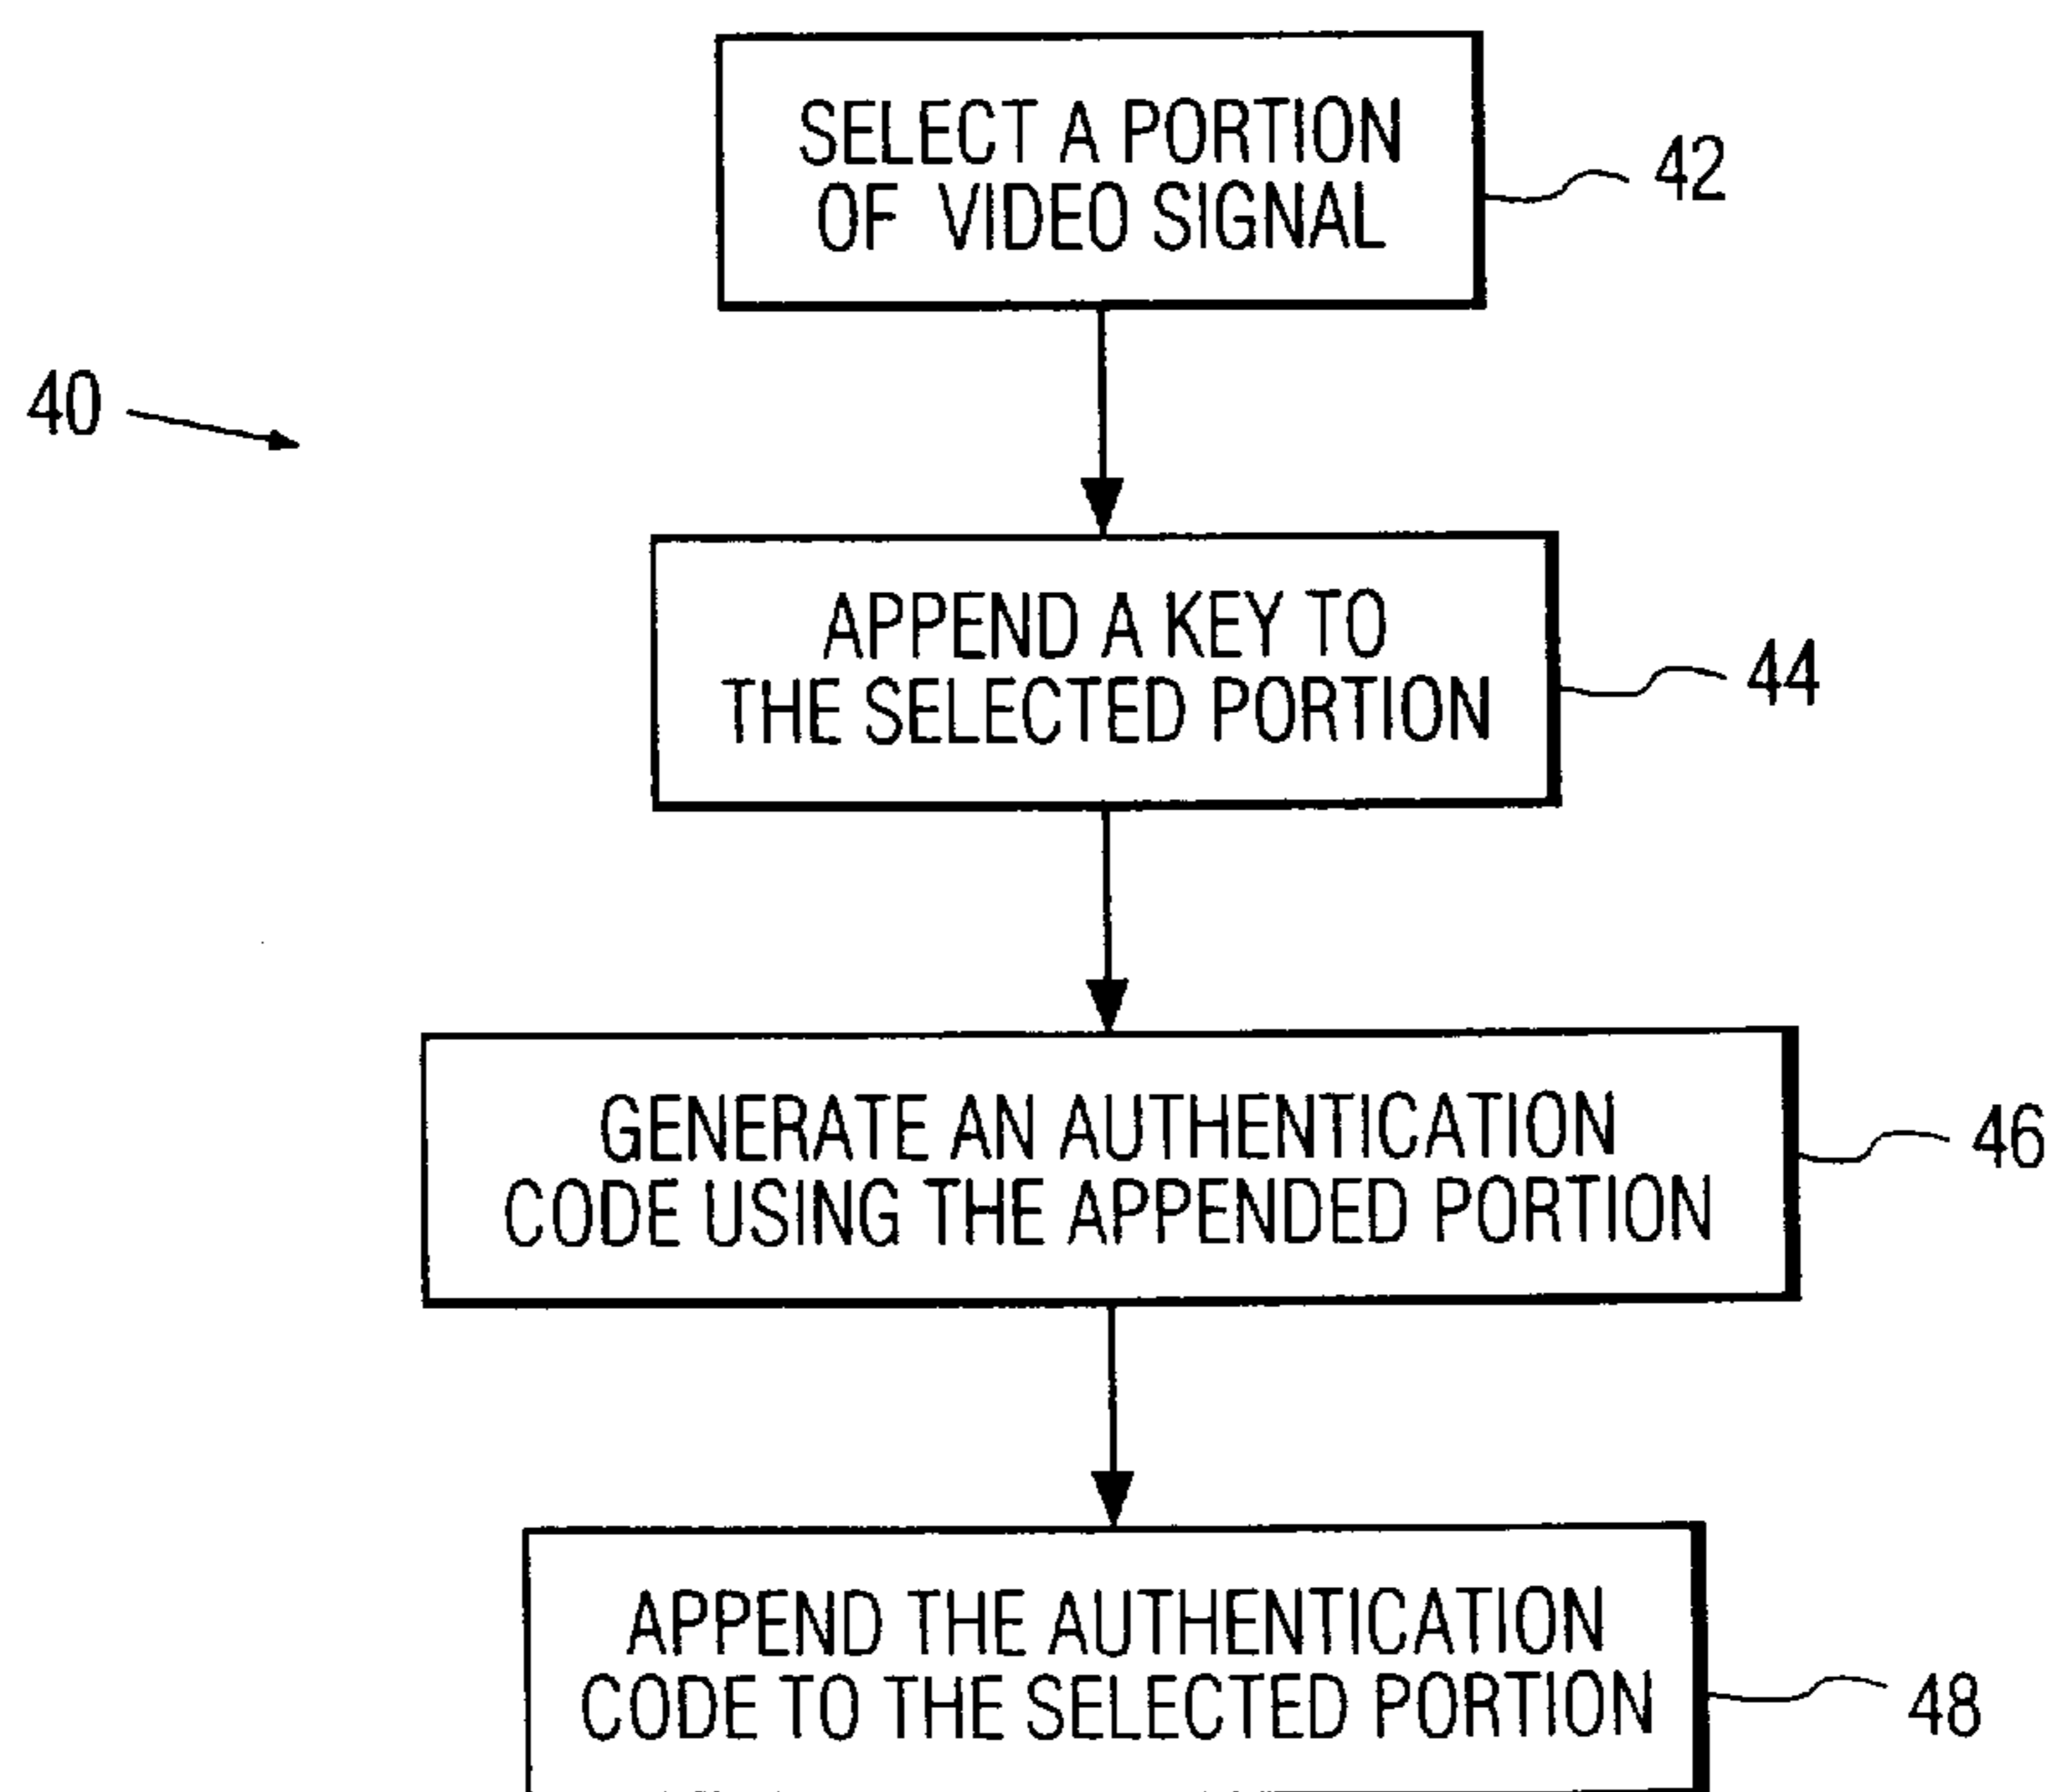 SELECT A PORTION
OF VIDEO SIGNAL
42
40
APPEND A KEY TO
THE SELECTED PORTION
44
GENERATE AN AUTHENTICATION
CODE USING THE APPENDED PORTION
46
APPEND THE AUTHENTICATION
CODE TO THE SELECTED PORTION
48